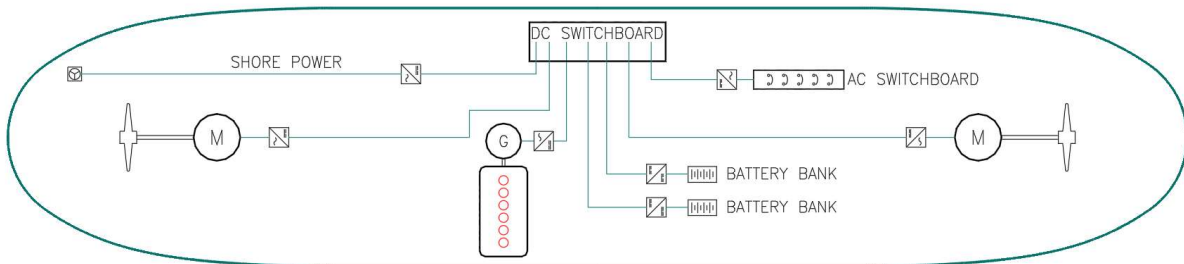 DC SWITCHBOARD
SHORE POWER
AC SWITCHBOARD
M
G
M
BATTERY BANK
BATTERY BANK